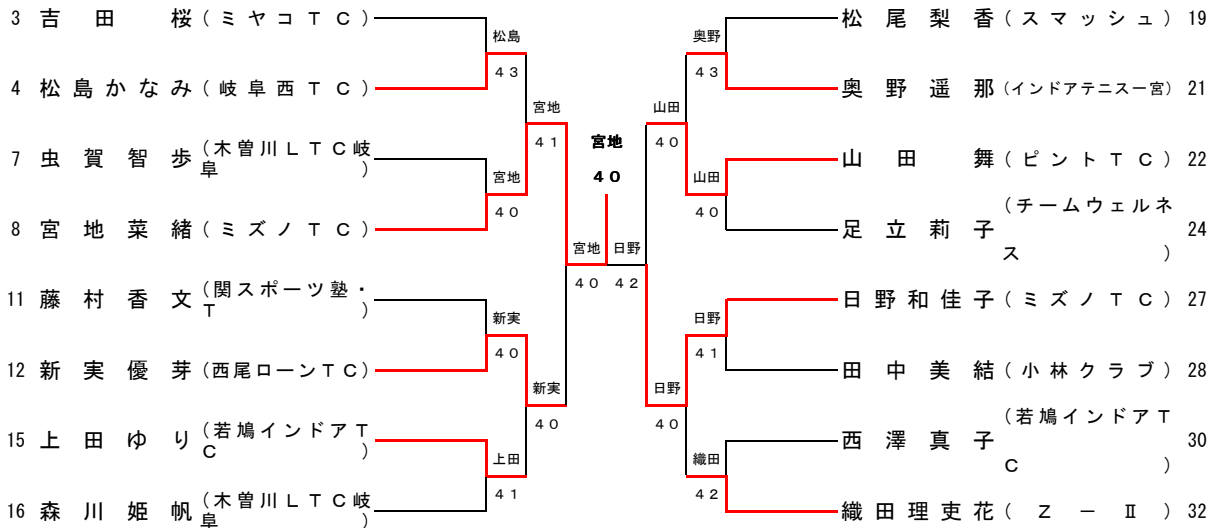 3 吉田桜(ミヤコTC)
4 松島かなみ(岐阜西TC)
7 虫賀智歩(木曽川LTC岐
阜)
8 宮地菜緒(ミズノTC)
11 藤村香文(関スポーツ塾・
T)
12 新実優芽(西尾ローンTC)
15 上田ゆり(若鳩インドアT
C)
16 森川姫帆(木曽川LTC岐
阜)
松島
43
宮地
40
新実
40
上田
41
宮地
41
新実
40
宮地
40
宮地
40
日野
42
山田
40
日野
40
奥野
43
山田
40
日野
41
織田
42
松尾梨香(スマッシュ) 19
奥野遥那(インドアテニス一宮) 21
山田舞(ピントTC) 22
足立莉子(チームウェルネ
ス) 24
日野和佳子(ミズノTC) 27
田中美結(小林クラブ) 28
西澤真子(若鳩インドアT
C) 30
織田理吏花(Z-Ⅱ) 32